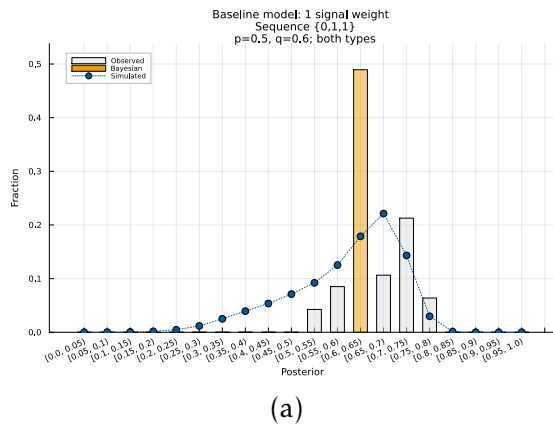 Baseline model: 1 signal weight
Sequence {0,1,1}
p=0.5, q=0.6; both types
Observed
Bayesian
Simulated
Fraction
0.5
0.4
0.3
0.2
0.1
0.0
[0.0, 0.05)
[0.05, 0.1)
[0.1, 0.15)
[0.15, 0.2)
[0.2, 0.25)
[0.25, 0.3)
[0.3, 0.35)
[0.35, 0.4)
[0.4, 0.45)
[0.45, 0.5)
[0.5, 0.55)
[0.55, 0.6)
[0.6, 0.65)
[0.65, 0.7)
[0.7, 0.75)
[0.75, 0.8)
[0.8, 0.85)
[0.85, 0.9)
[0.9, 0.95)
[0.95, 1.0]
Posterior
(a)